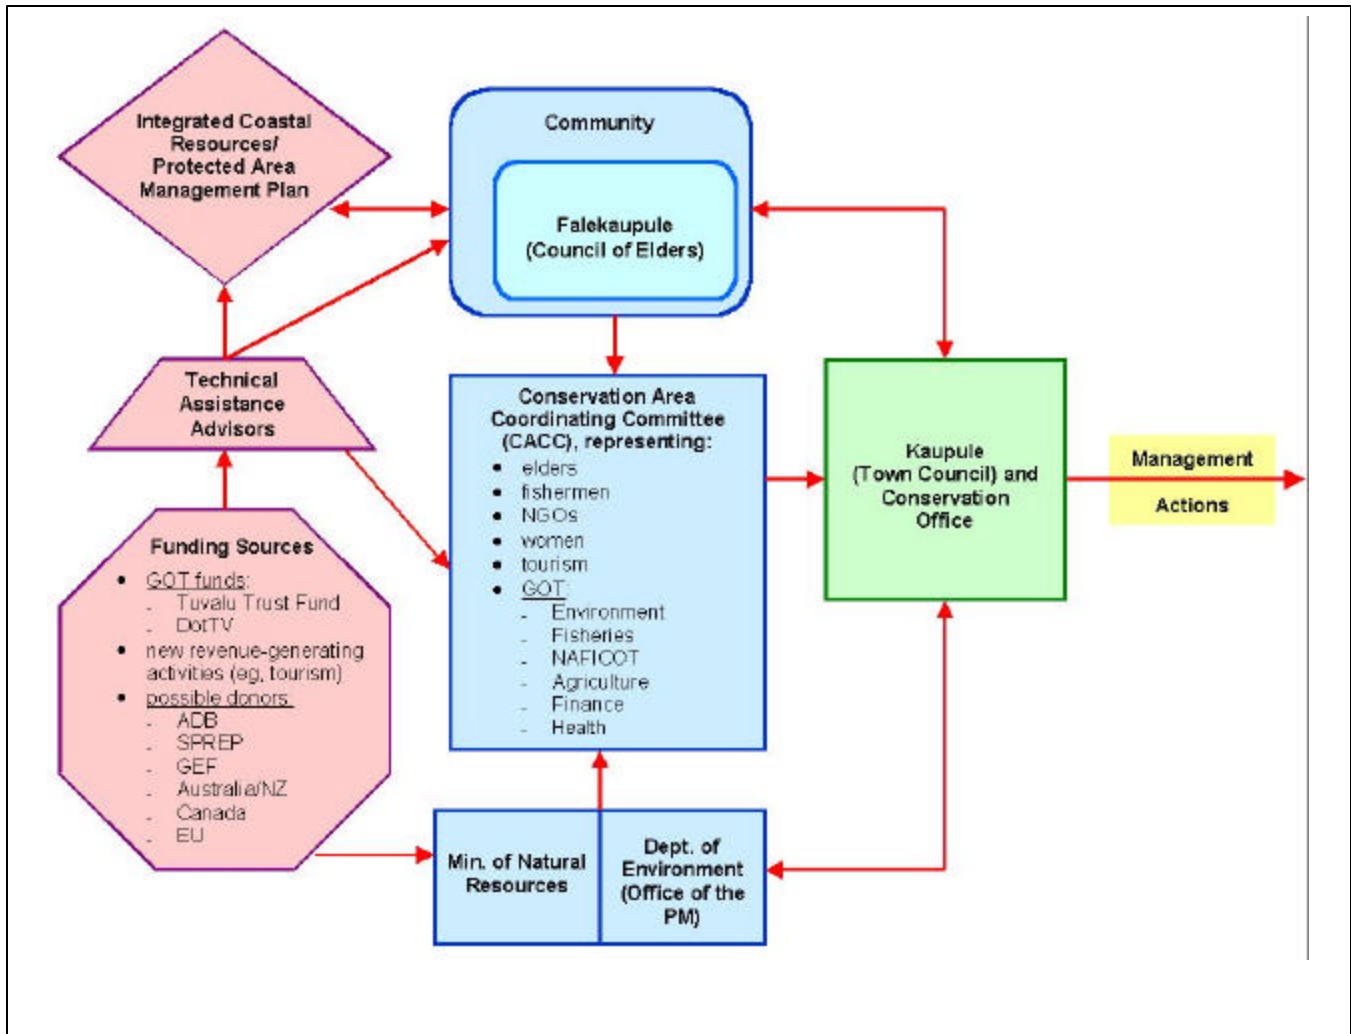 Integrated Coastal
Resources/
Protected Area
Management Plan
Community
Falekaupule
(Council of Elders)
Technical
Assistance
Advisors
Conservation Area
Coordinating Committee
(CACC), representing:
• elders
• fishermen
• NGOs
• women
• tourism
• GOT:
- Environment
- Fisheries
- NAFICOT
- Agriculture
- Finance
- Health
Kaupule
(Town Council) and
Conservation
Office
Management
Actions
Funding Sources
• GOT funds:
- Tuvalu Trust Fund
- DotTV
• new revenue-generating
activities (eg, tourism)
• possible donors:
- ADB
- SPREP
- GEF
- Australia/NZ
- Canada
- EU
Min. of Natural
Resources
Dept. of
Environment
(Office of the
PM)